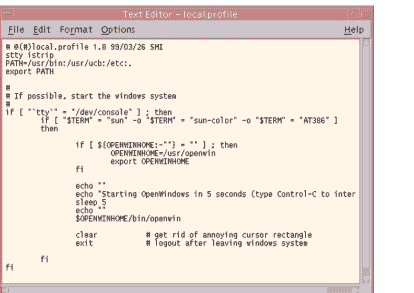 Text Editor - local.profile
File Edit Format Options Help
# @(#)local.profile 1.8 99/03/26 SMI
stty istrip
PATH=/usr/bin:/usr/ucb:/etc:.
export PATH
#
# If possible, start the windows system
#
if [ "`tty`" = "/dev/console" ] ; then
if [ "$TERM" = "sun" -o "$TERM" = "sun-color" -o "$TERM" = "AT386" ]
then
if [ ${OPENWINHOME:-""} = "" ] ; then
OPENWINHOME=/usr/openwin
export OPENWINHOME
fi
echo ""
echo "Starting OpenWindows in 5 seconds (type Control-C to inter
sleep 5
echo ""
$OPENWINHOME/bin/openwin
clear # get rid of annoying cursor rectangle
exit # logout after leaving windows system
fi
fi